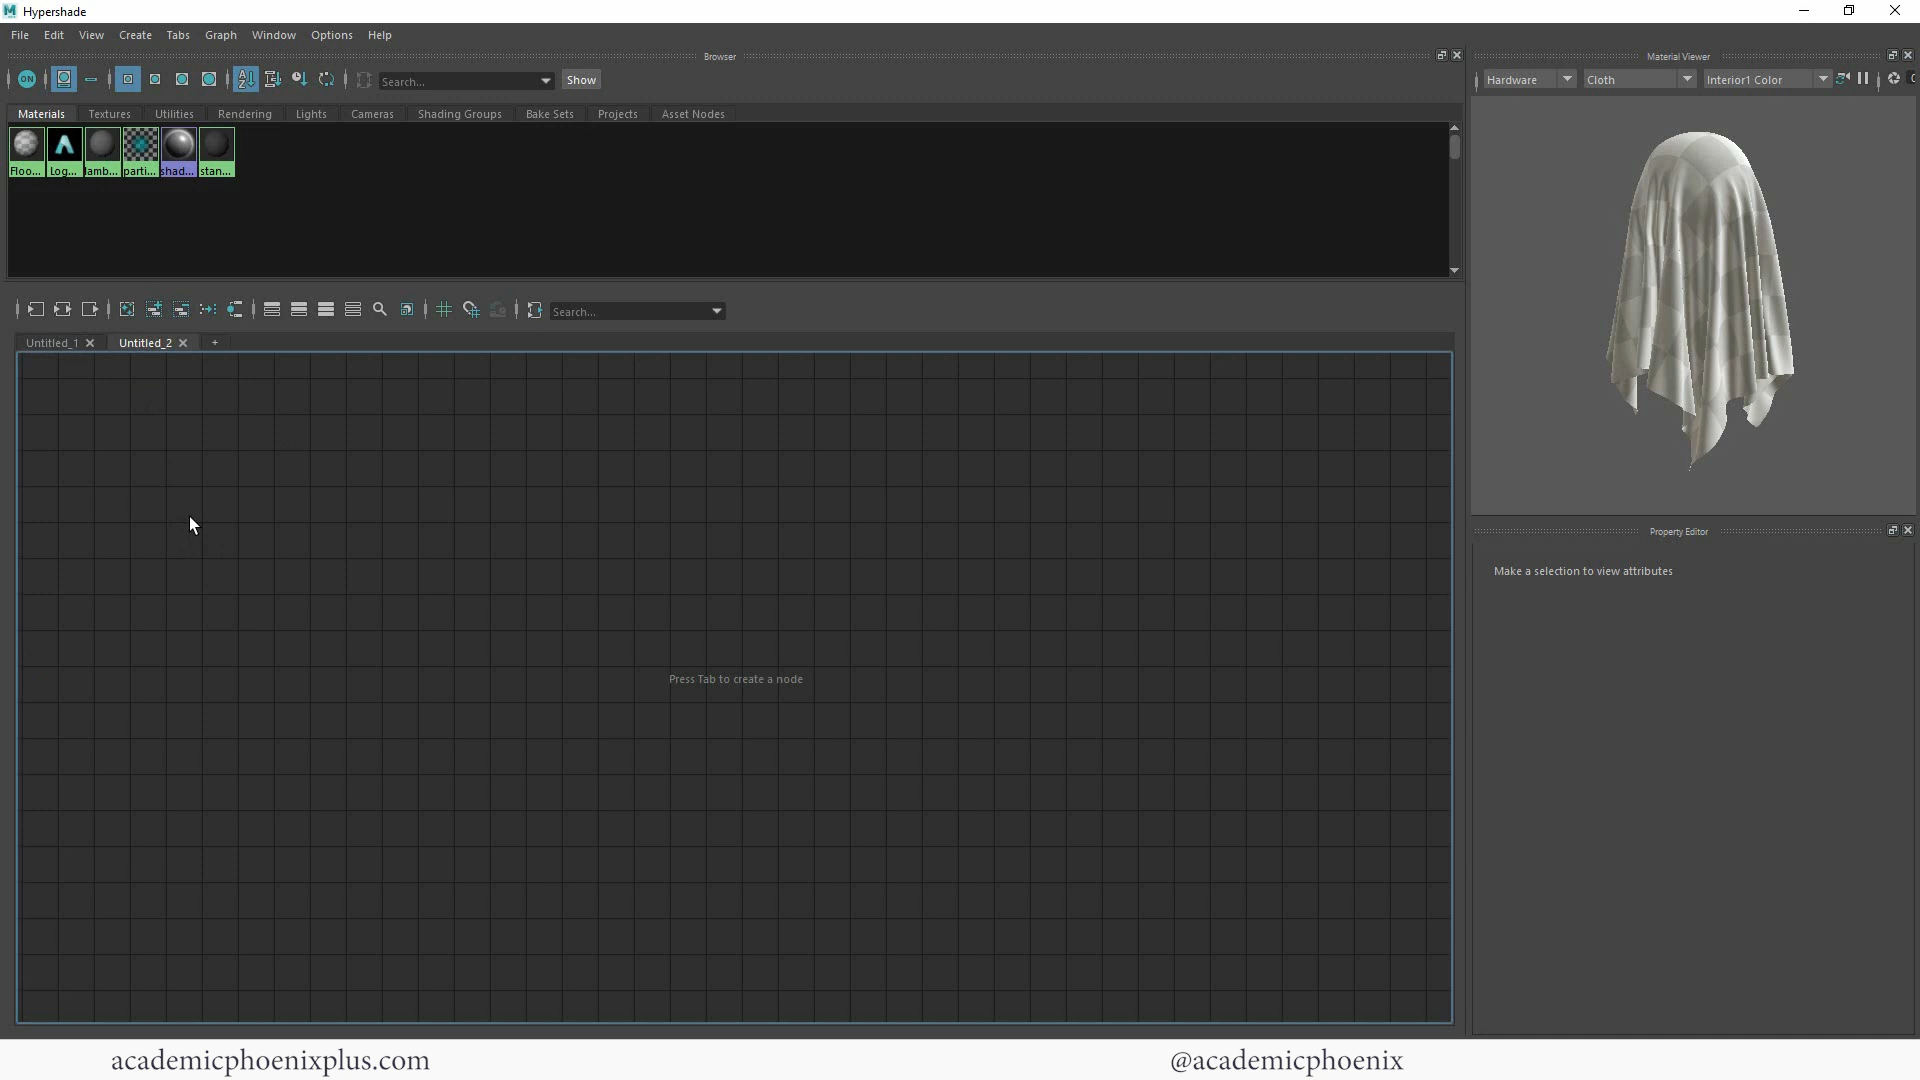 Hypershade
File Edit View Create Tabs Graph Window Options Help
Browser
ON Search... Show
Materials Textures Utilities Rendering Lights Cameras Shading Groups Bake Sets Projects Asset Nodes
Floo... Log... lamb... parti... shad... stan...
Search...
Untitled_1 Untitled_2 +
Press Tab to create a node
Material Viewer
Hardware Cloth Interior1 Color
Property Editor
Make a selection to view attributes
academicphoenixplus.com @academicphoenix